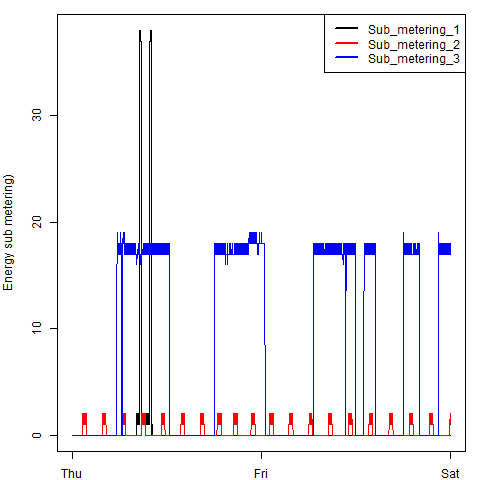 Sub_metering_1
Sub_metering_2
Sub_metering_3
Energy sub metering)
30
20
10
0
Thu Fri Sat